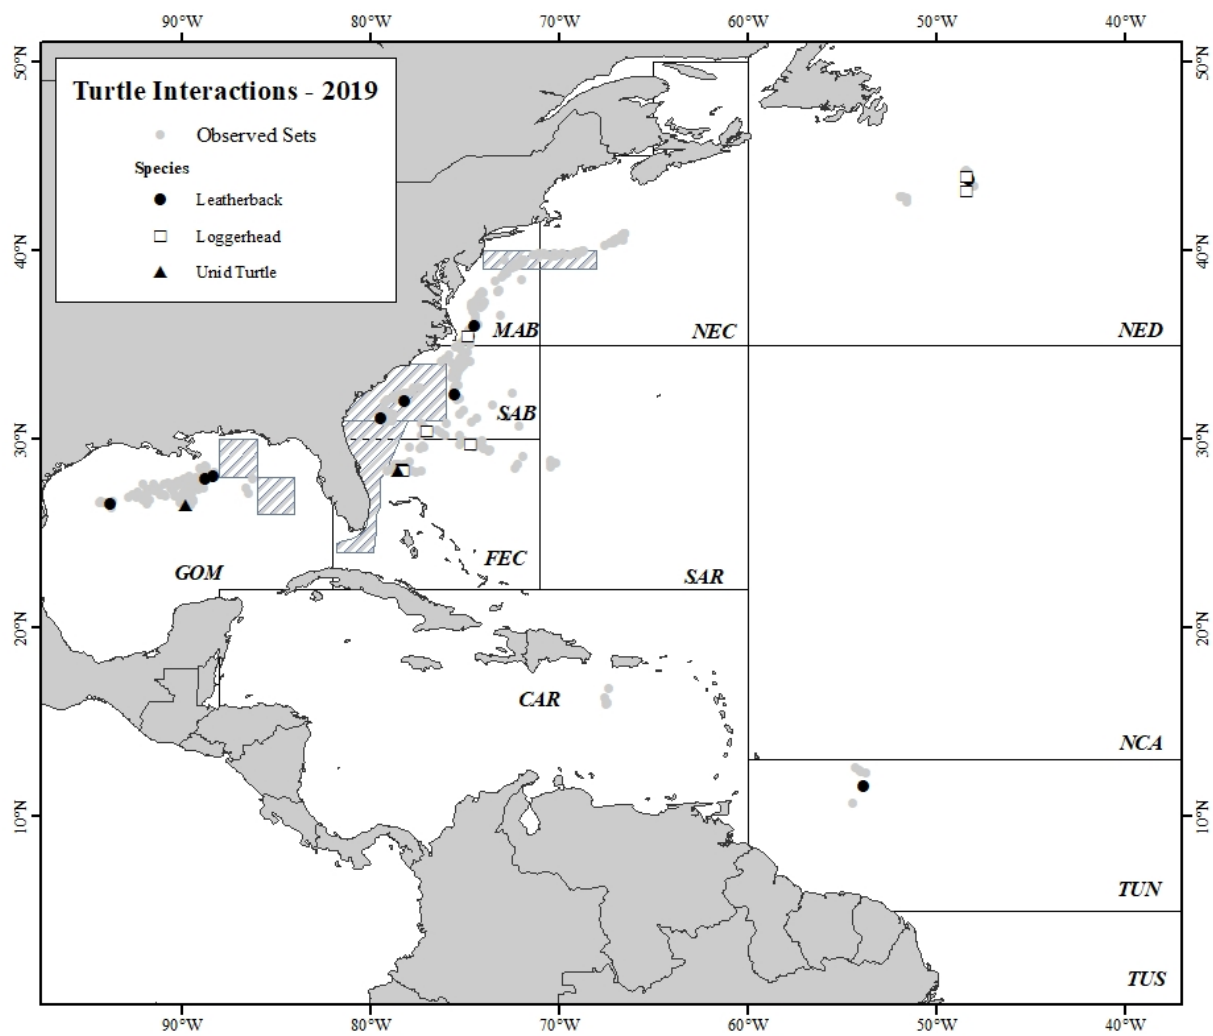 90°W 80°W 70°W 60°W 50°W 40°W
50°N 50°N
Turtle Interactions - 2019
Observed Sets
Species
Leatherback
Loggerhead
Unid Turtle
40°N 40°N
MAB NEC NED
SAB
30°N 30°N
FEC
GOM SAR
20°N 20°N
CAR
NCA
10°N 10°N
TUN
TUS
90°W 80°W 70°W 60°W 50°W 40°W